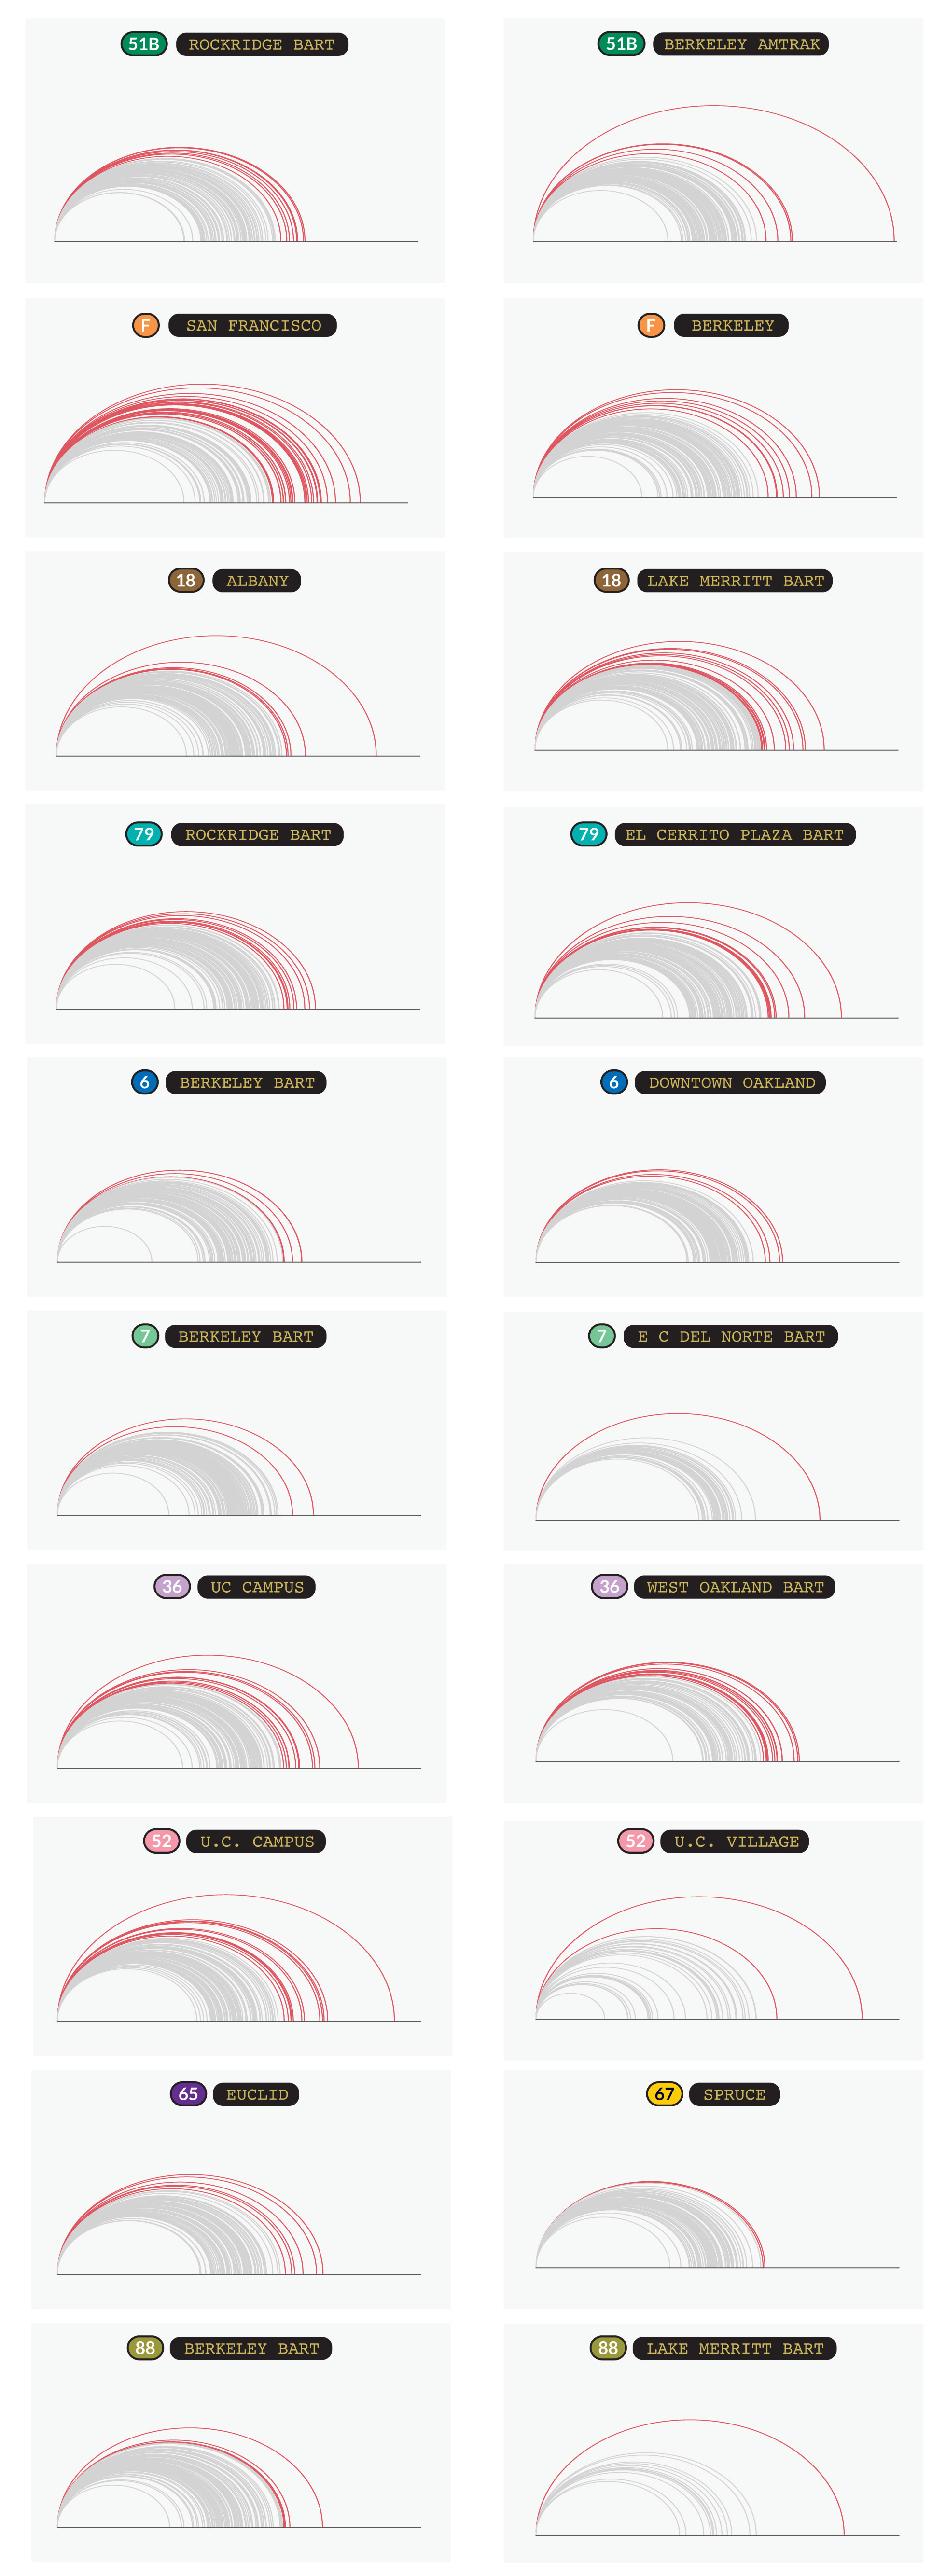 51B ROCKRIDGE BART
51B BERKELEY AMTRAK
F SAN FRANCISCO
F BERKELEY
18 ALBANY
18 LAKE MERRITT BART
79 ROCKRIDGE BART
79 EL CERRITO PLAZA BART
6 BERKELEY BART
6 DOWNTOWN OAKLAND
7 BERKELEY BART
7 E C DEL NORTE BART
36 UC CAMPUS
36 WEST OAKLAND BART
52 U.C. CAMPUS
52 U.C. VILLAGE
65 EUCLID
67 SPRUCE
88 BERKELEY BART
88 LAKE MERRITT BART